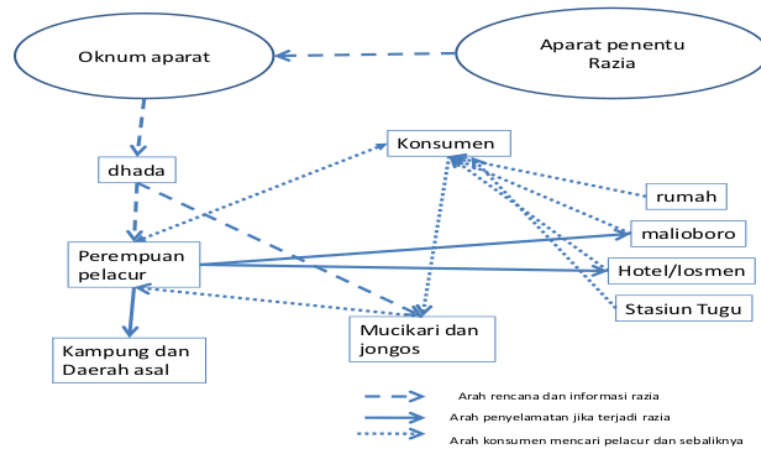 Oknum aparat
Aparat penentu
Razia
Konsumen
dhada
rumah
malioboro
Perempuan
pelacur
Hotel/losmen
Stasiun Tugu
Mucikari dan
jongos
Kampung dan
Daerah asal
Arah rencana dan informasi razia
Arah penyelamatan jika terjadi razia
Arah konsumen mencari pelacur dan sebaliknya